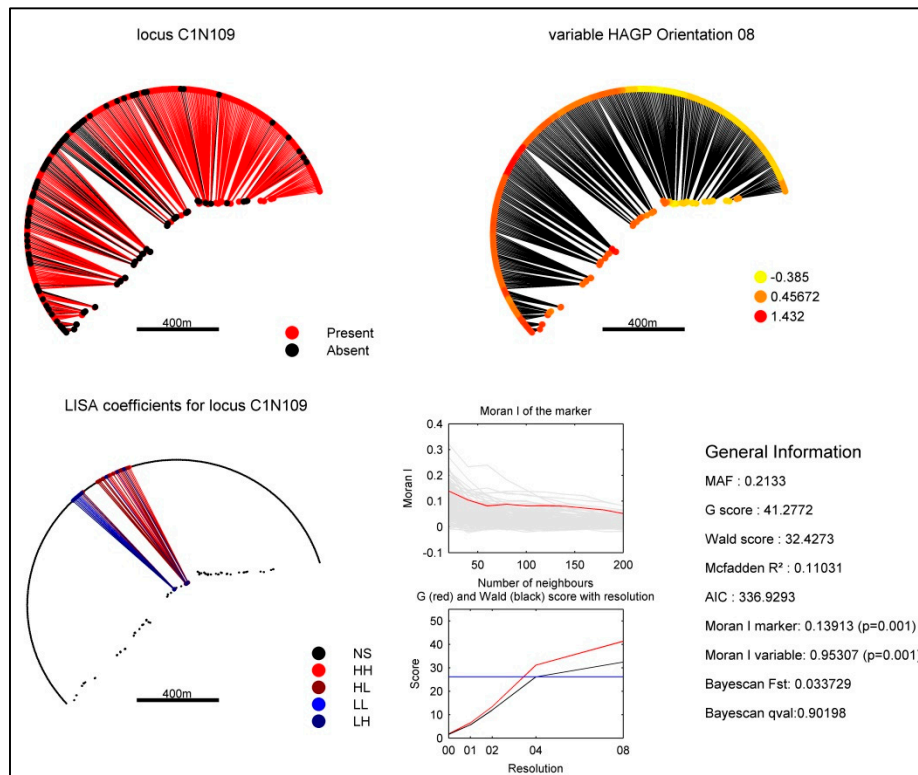 locus C1N109
variable HAGP Orientation 08
400m
Present
Absent
400m
-0.385
0.45672
1.432
LISA coefficients for locus C1N109
400m
NS
HH
HL
LL
LH
Moran I of the marker
Moran I
0.4
0.3
0.2
0.1
0
-0.1
50 100 150 200
Number of neighbours
G (red) and Wald (black) score with resolution
Score
50
40
30
20
10
0
00 01 02 04 08
Resolution
General Information
MAF : 0.2133
G score : 41.2772
Wald score : 32.4273
Mcfadden R² : 0.11031
AIC : 336.9293
Moran I marker: 0.13913 (p=0.001)
Moran I variable: 0.95307 (p=0.001)
Bayescan Fst: 0.033729
Bayescan qval:0.90198